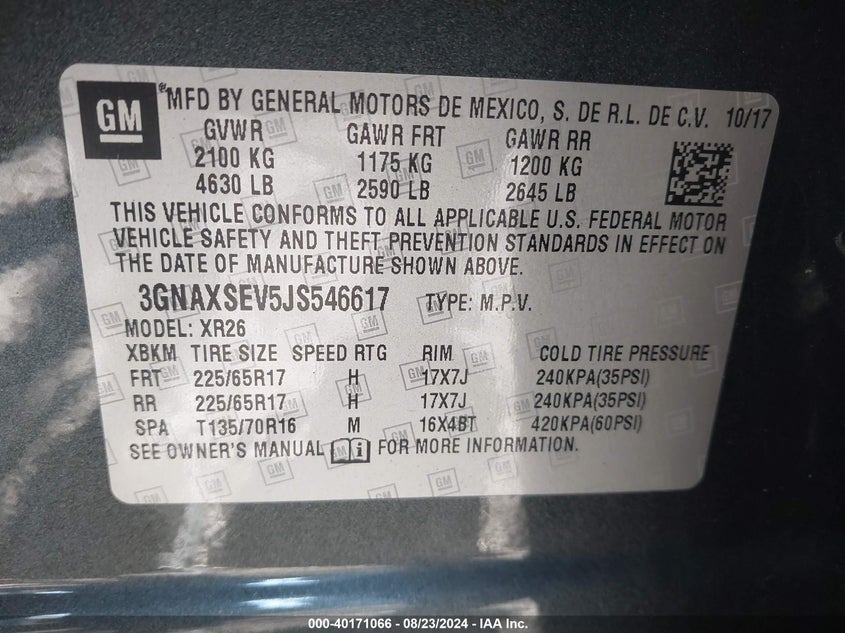 GM
MFD BY GENERAL MOTORS DE MEXICO, S. DE R.L. DE C.V. 10/17
GVWR GAWR FRT GAWR RR
2100 KG 1175 KG 1200 KG
4630 LB 2590 LB 2645 LB
THIS VEHICLE CONFORMS TO ALL APPLICABLE U.S. FEDERAL MOTOR
VEHICLE SAFETY AND THEFT PREVENTION STANDARDS IN EFFECT ON
THE DATE OF MANUFACTURE SHOWN ABOVE.
3GNAXSEV5JS546617 TYPE: M.P.V.
MODEL: XR26
XBKM TIRE SIZE SPEED RTG RIM COLD TIRE PRESSURE
FRT 225/65R17 H 17X7J 240KPA(35PSI)
RR 225/65R17 H 17X7J 240KPA(35PSI)
SPA T135/70R16 M 16X4BT 420KPA(60PSI)
SEE OWNER'S MANUAL FOR MORE INFORMATION.
000-40171066 - 08/23/2024 - IAA Inc.